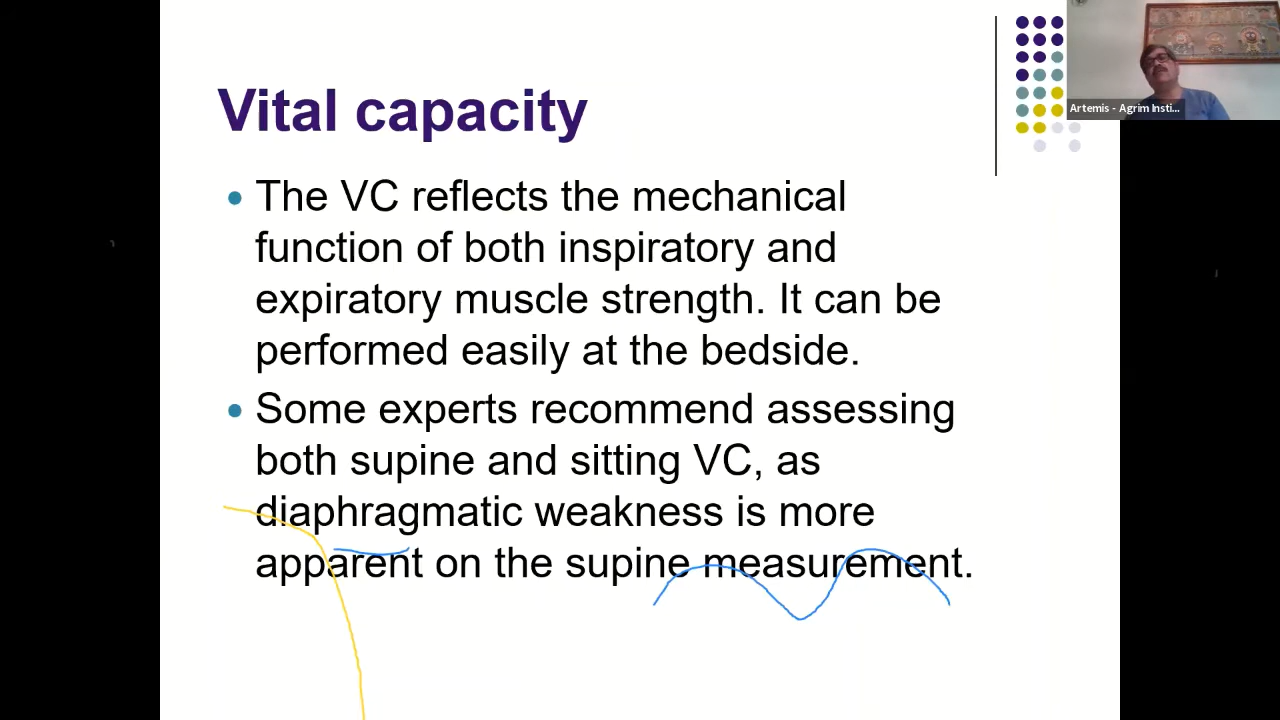 Vital capacity
Artemis - Agrim Insti...
The VC reflects the mechanical
function of both inspiratory and
expiratory muscle strength. It can be
performed easily at the bedside.
Some experts recommend assessing
both supine and sitting VC, as
diaphragmatic weakness is more
apparent on the supine measurement.